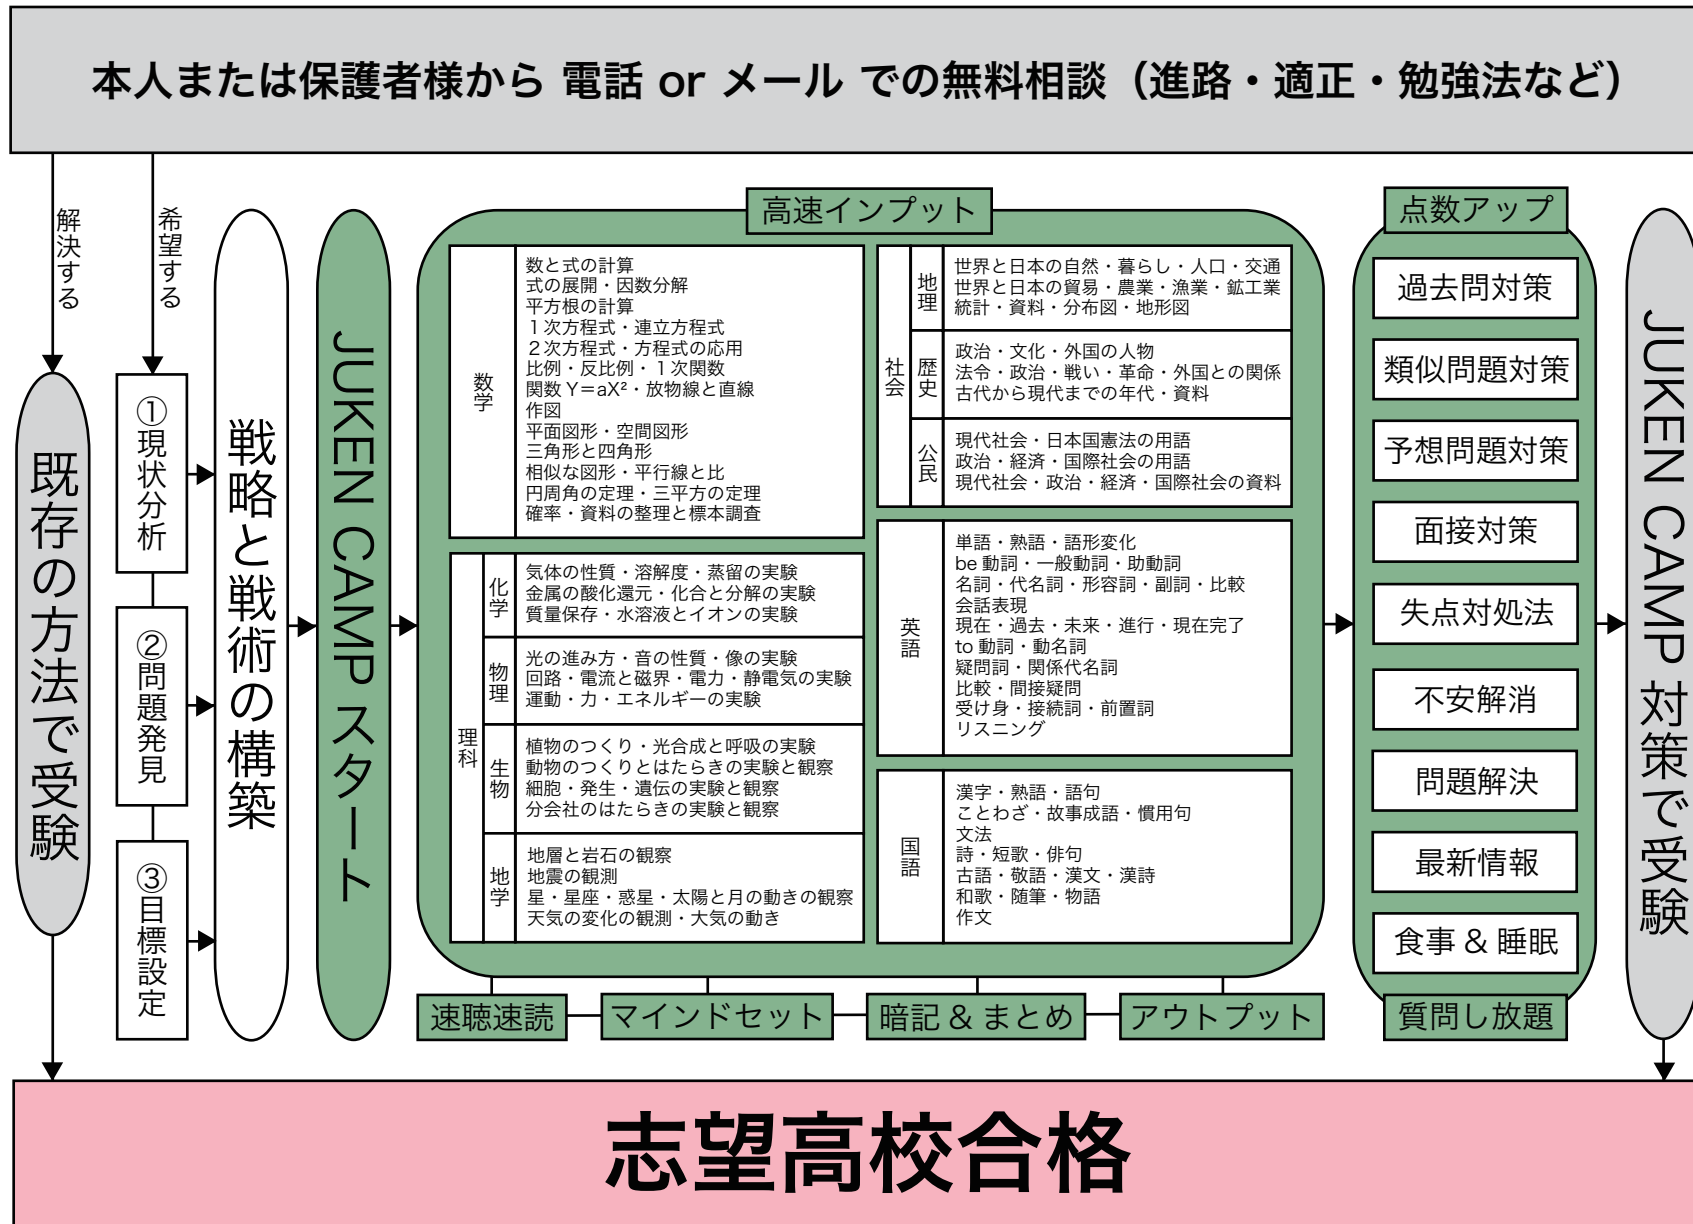 本人または保護者様から 電話 or メール での無料相談（進路・適正・勉強法など）
解決する
希望する
既存の方法で受験
①現状分析
②問題発見
③目標設定
戦略と戦術の構築
JUKEN CAMP スタート
高速インプット
数学
数と式の計算
式の展開・因数分解
平方根の計算
１次方程式・連立方程式
２次方程式・方程式の応用
比例・反比例・１次関数
関数 Y＝aX²・放物線と直線
作図
平面図形・空間図形
三角形と四角形
相似な図形・平行線と比
円周角の定理・三平方の定理
確率・資料の整理と標本調査
理科
化学
気体の性質・溶解度・蒸留の実験
金属の酸化還元・化合と分解の実験
質量保存・水溶液とイオンの実験
物理
光の進み方・音の性質・像の実験
回路・電流と磁界・電力・静電気の実験
運動・力・エネルギーの実験
生物
植物のつくり・光合成と呼吸の実験
動物のつくりとはたらきの実験と観察
細胞・発生・遺伝の実験と観察
分会社のはたらきの実験と観察
地学
地層と岩石の観察
地震の観測
星・星座・惑星・太陽と月の動きの観察
天気の変化の観測・大気の動き
社会
地理
世界と日本の自然・暮らし・人口・交通
世界と日本の貿易・農業・漁業・鉱工業
統計・資料・分布図・地形図
歴史
政治・文化・外国の人物
法令・政治・戦い・革命・外国との関係
古代から現代までの年代・資料
公民
現代社会・日本国憲法の用語
政治・経済・国際社会の用語
現代社会・政治・経済・国際社会の資料
英語
単語・熟語・語形変化
be 動詞・一般動詞・助動詞
名詞・代名詞・形容詞・副詞・比較
会話表現
現在・過去・未来・進行・現在完了
to 動詞・動名詞
疑問詞・関係代名詞
比較・間接疑問
受け身・接続詞・前置詞
リスニング
国語
漢字・熟語・語句
ことわざ・故事成語・慣用句
文法
詩・短歌・俳句
古語・敬語・漢文・漢詩
和歌・随筆・物語
作文
速聴速読
マインドセット
暗記 & まとめ
アウトプット
点数アップ
過去問対策
類似問題対策
予想問題対策
面接対策
失点対処法
不安解消
問題解決
最新情報
食事 & 睡眠
質問し放題
JUKEN CAMP 対策で受験
志望高校合格